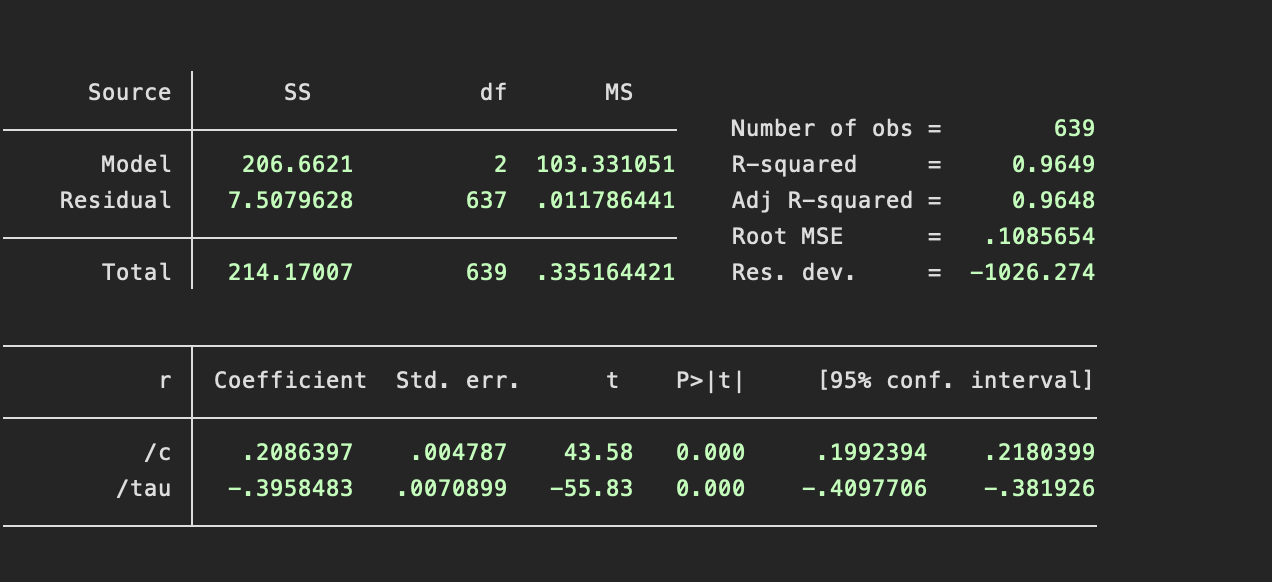 Source | SS df MS
Number of obs = 639
Model | 206.6621 2 103.331051 R-squared = 0.9649
Residual | 7.5079628 637 .011786441 Adj R-squared = 0.9648
Root MSE = .1085654
Total | 214.17007 639 .335164421 Res. dev. = -1026.274
r | Coefficient Std. err. t P>|t| [95% conf. interval]
/c | .2086397 .004787 43.58 0.000 .1992394 .2180399
/tau | -.3958483 .0070899 -55.83 0.000 -.4097706 -.381926